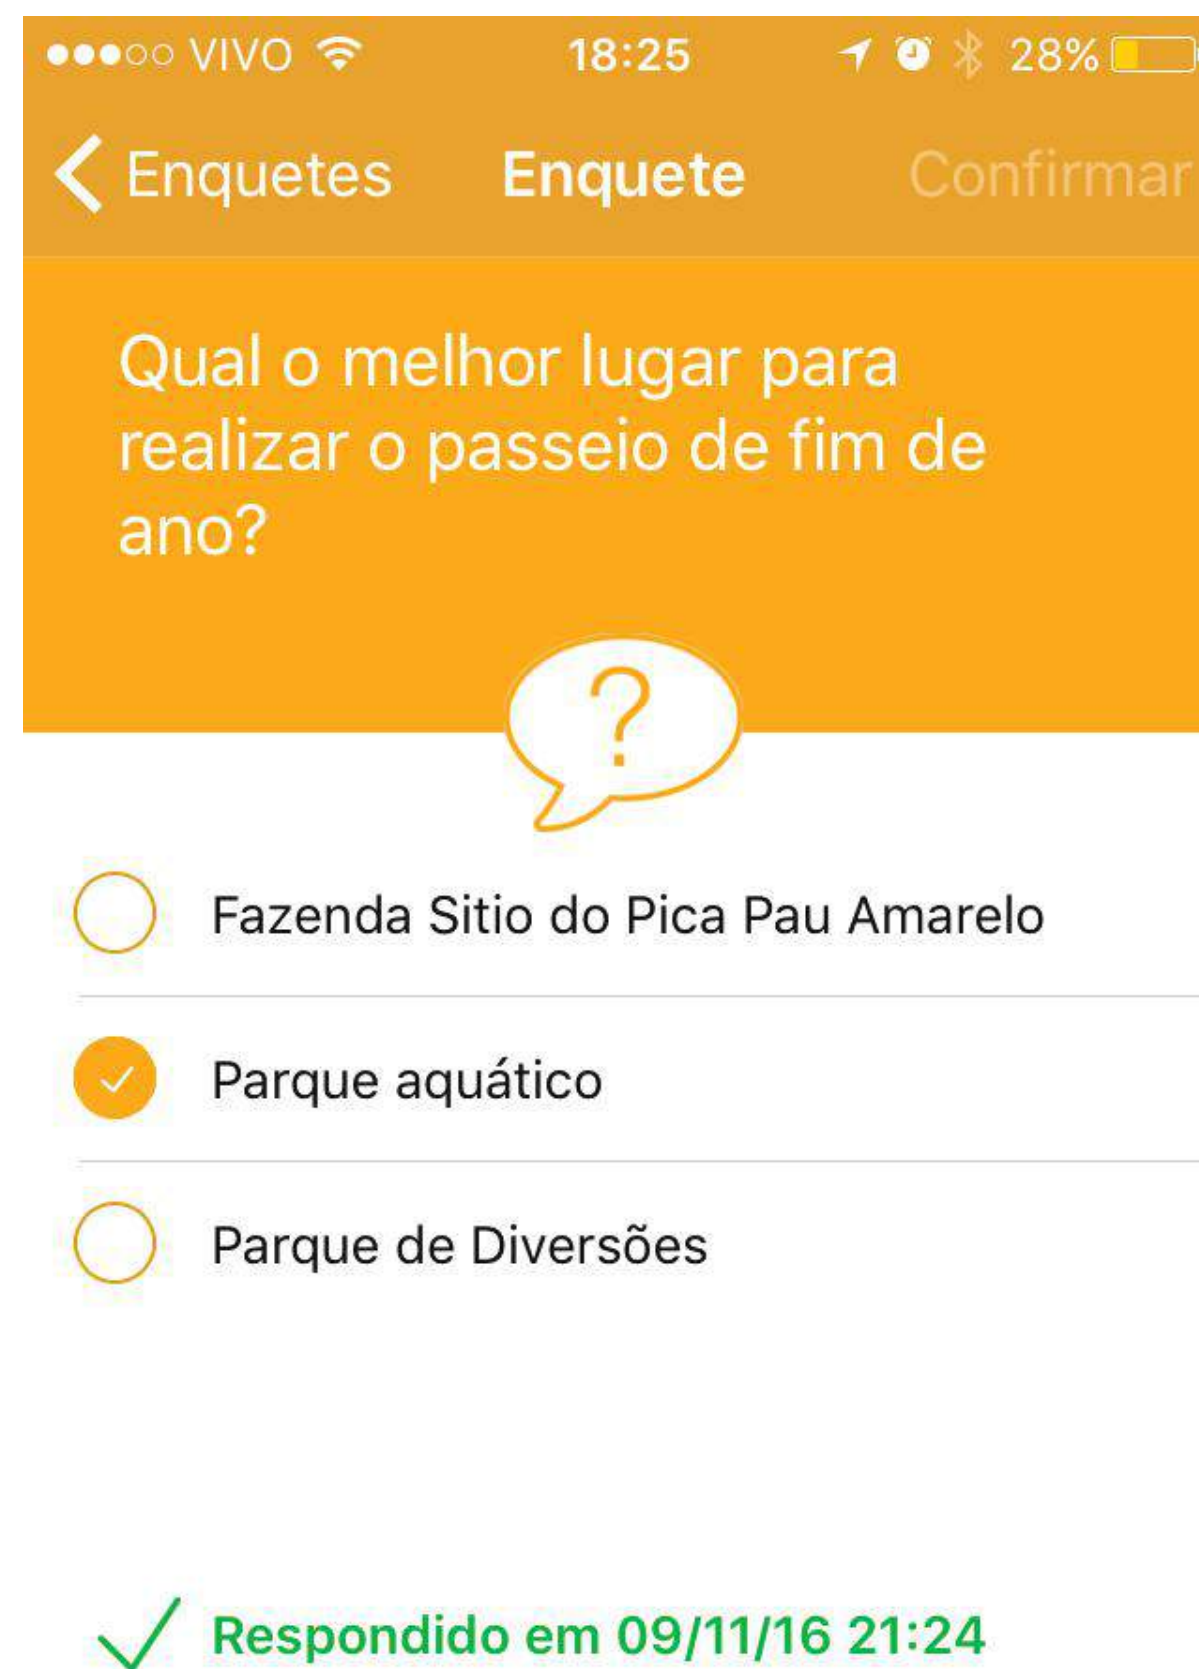 VIVO 18:25 28%
Enquetes Enquete Confirmar
Qual o melhor lugar para
realizar o passeio de fim de
ano?
?
Fazenda Sitio do Pica Pau Amarelo
Parque aquático
Parque de Diversões
Respondido em 09/11/16 21:24